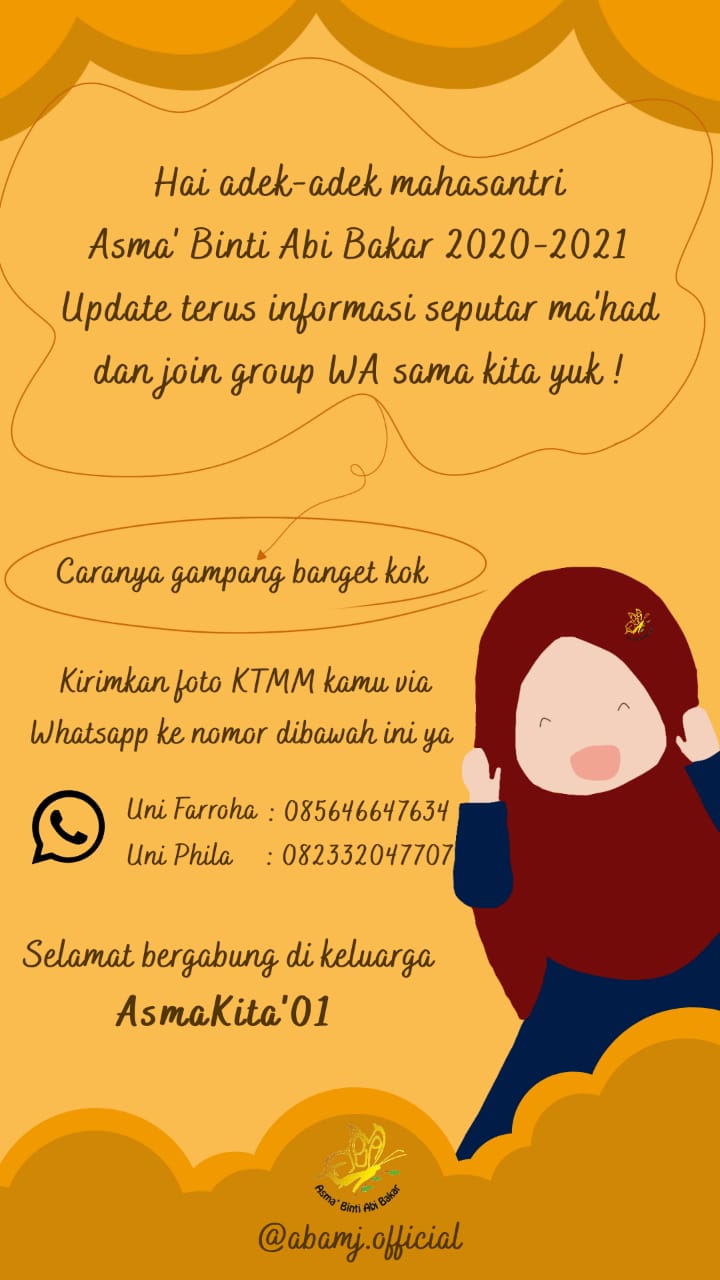 Hai adek-adek mahasantri
Asma' Binti Abi Bakar 2020-2021
Update terus informasi seputar ma'had
dan join group WA sama kita yuk !
Caranya gampang banget kok
Kirimkan foto KTMM kamu via
Whatsapp ke nomor dibawah ini ya
Uni Farroha : 085646647634
Uni Phila : 082332047707
Selamat bergabung di keluarga
AsmaKita'01
Asma' Binti Abi Bakar
@abamj.official